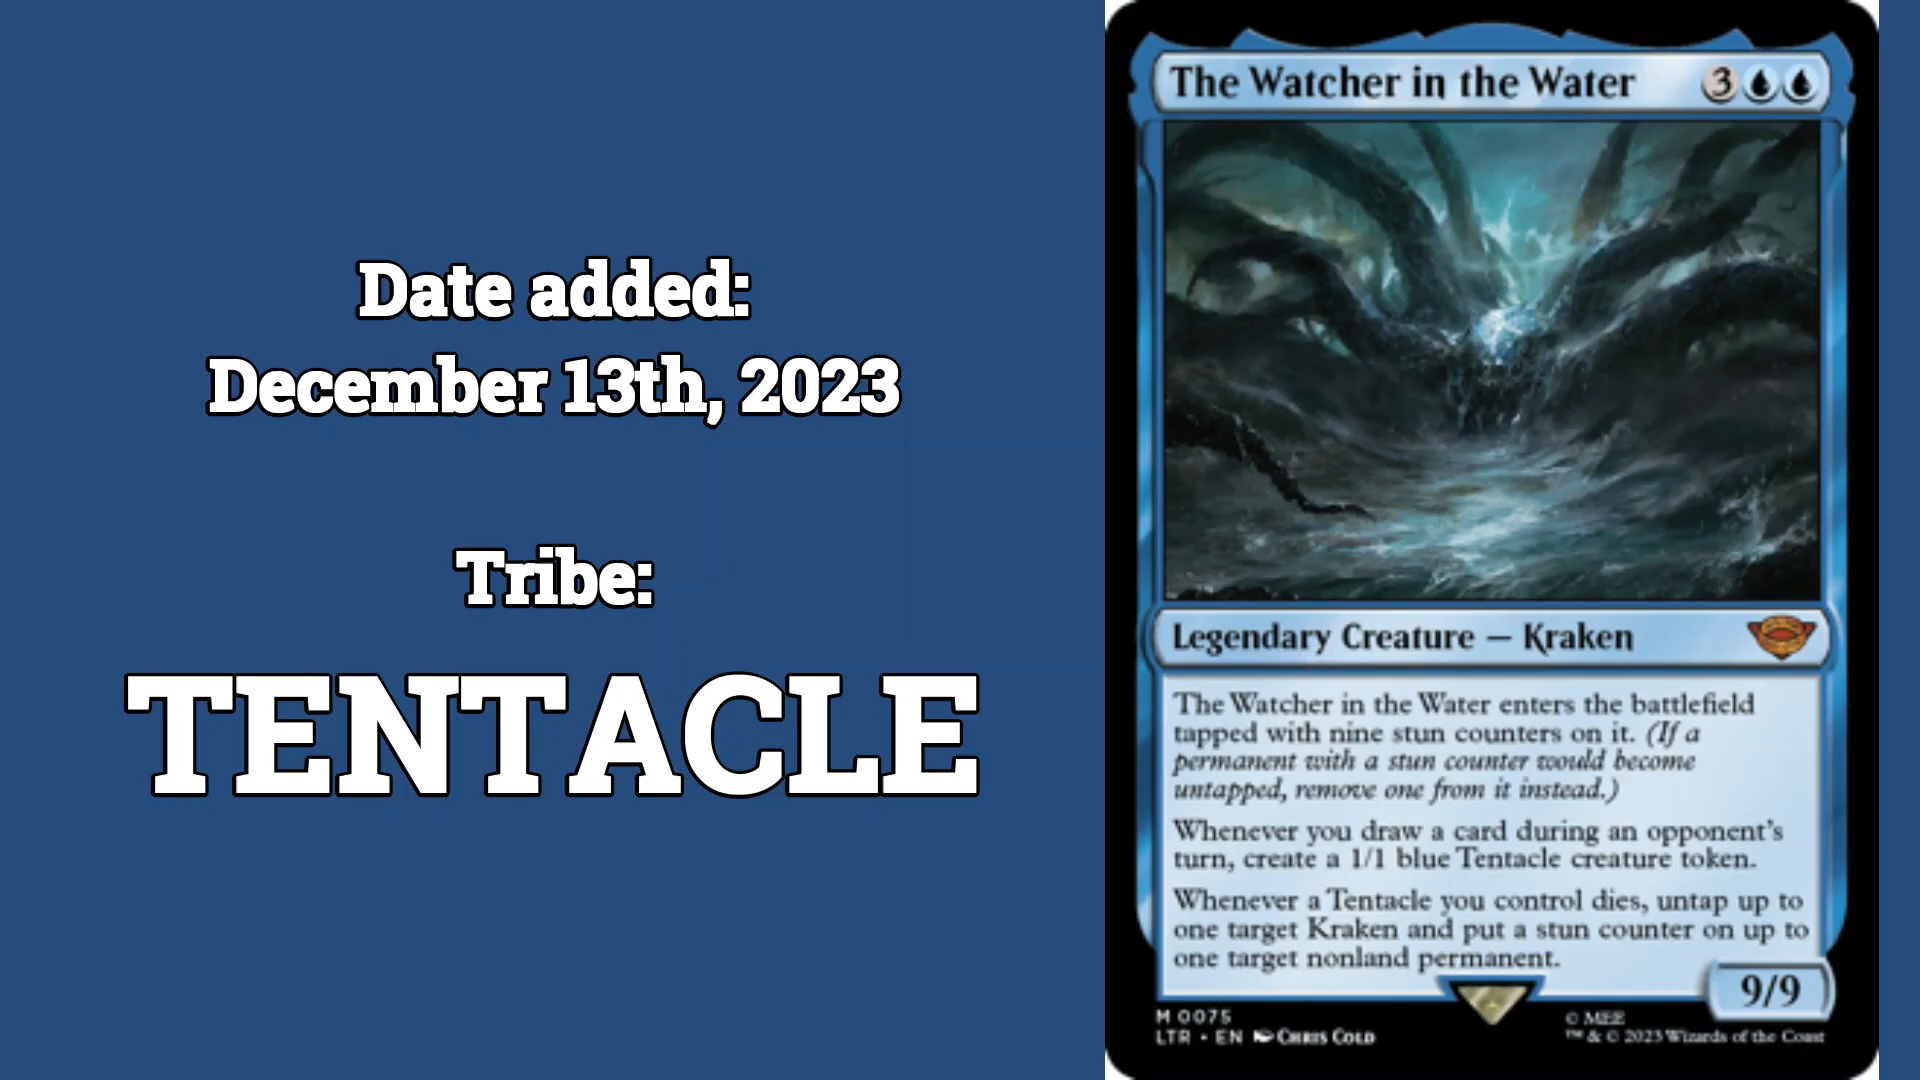 Date added:
December 13th, 2023
Tribe:
TENTACLE
The Watcher in the Water 3
Legendary Creature — Kraken
The Watcher in the Water enters the battlefield
tapped with nine stun counters on it. (If a
permanent with a stun counter would become
untapped, remove one from it instead.)
Whenever you draw a card during an opponent's
turn, create a 1/1 blue Tentacle creature token.
Whenever a Tentacle you control dies, untap up to
one target Kraken and put a stun counter on up to
one target nonland permanent.
9/9
M 0075
LTR • EN Chris Cold
© MEE
™ & © 2023 Wizards of the Coast